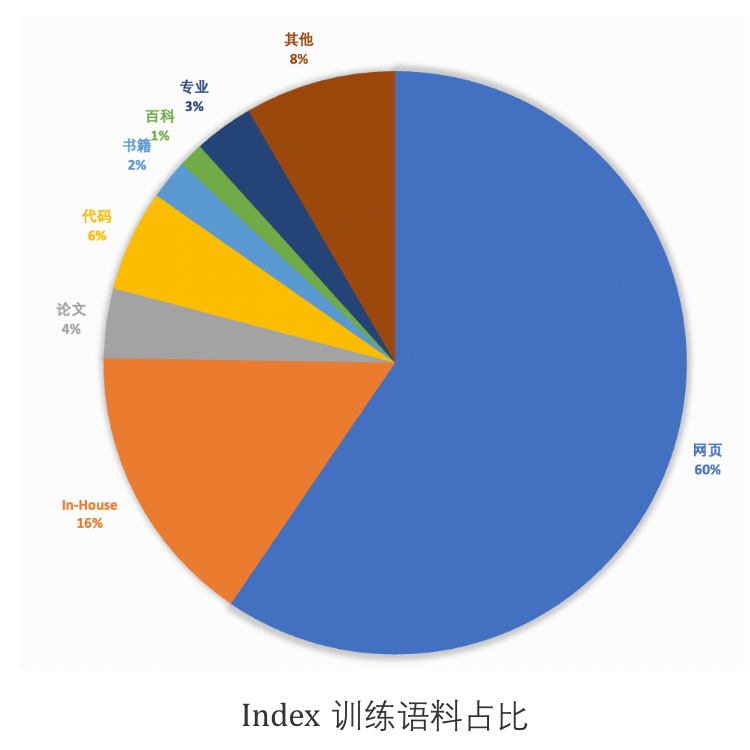 其他
8%
专业
3%
百科
1%
书籍
2%
代码
6%
论文
4%
网页
60%
In-House
16%
Index 训练语料占比